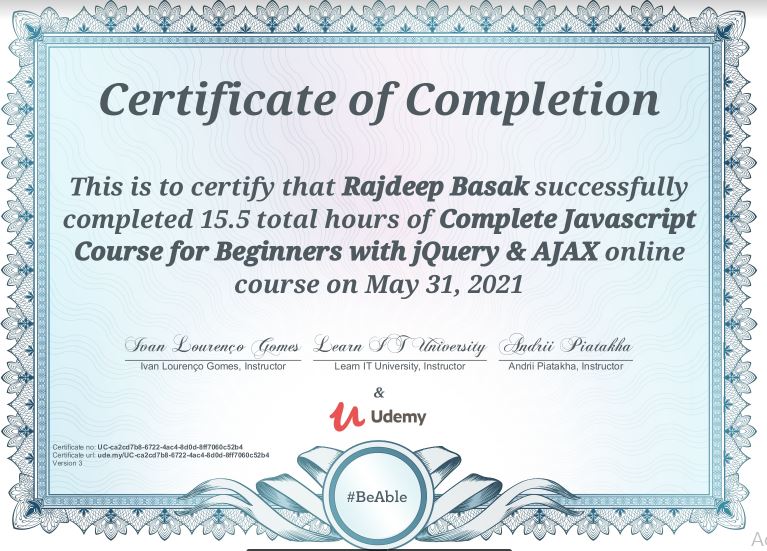 Certificate of Completion
This is to certify that Rajdeep Basak successfully
completed 15.5 total hours of Complete Javascript
Course for Beginners with jQuery & AJAX online
course on May 31, 2021
Ivan Lourenço Gomes Learn IT University Andrii Piatakha
Ivan Lourenço Gomes, Instructor Learn IT University, Instructor Andrii Piatakha, Instructor
&
Udemy
Certificate no: UC-ca2cd7b8-6722-4ac4-8d0d-8ff7060c52b4
Certificate url: ude.my/UC-ca2cd7b8-6722-4ac4-8d0d-8ff7060c52b4
Version 3
#BeAble